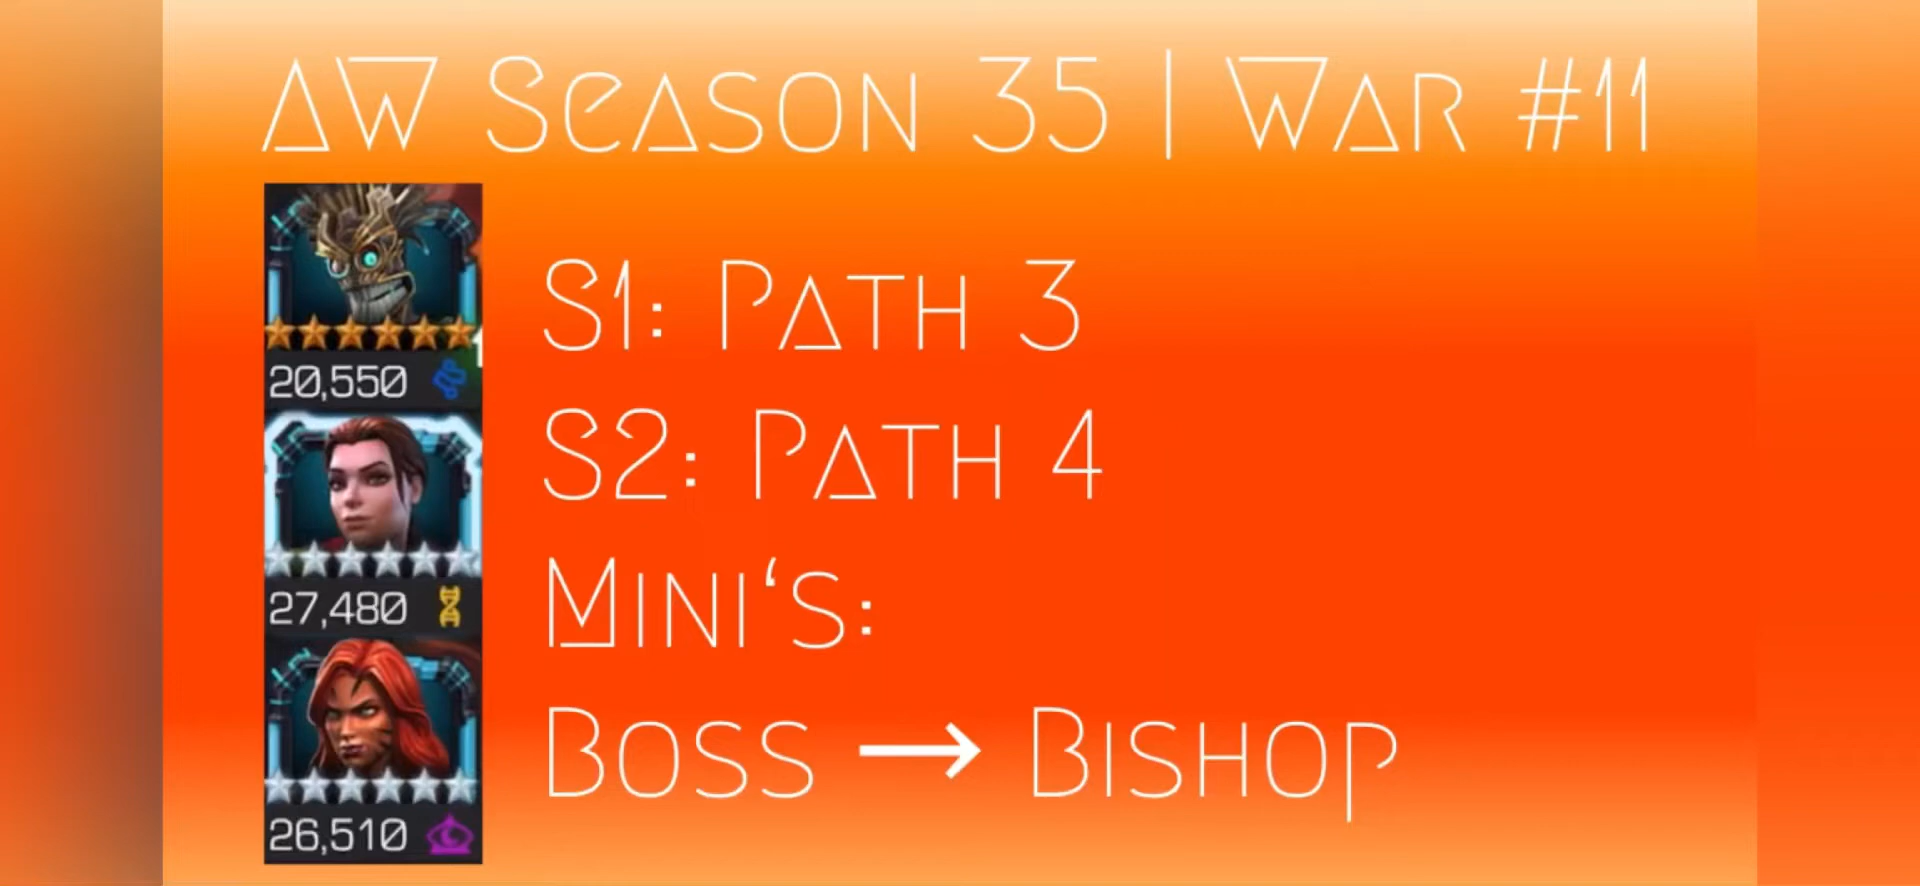 AW Season 35 | War #11
20,550
S1: Path 3
S2: Path 4
27,480
Mini‘s:
Boss → Bishop
26,510